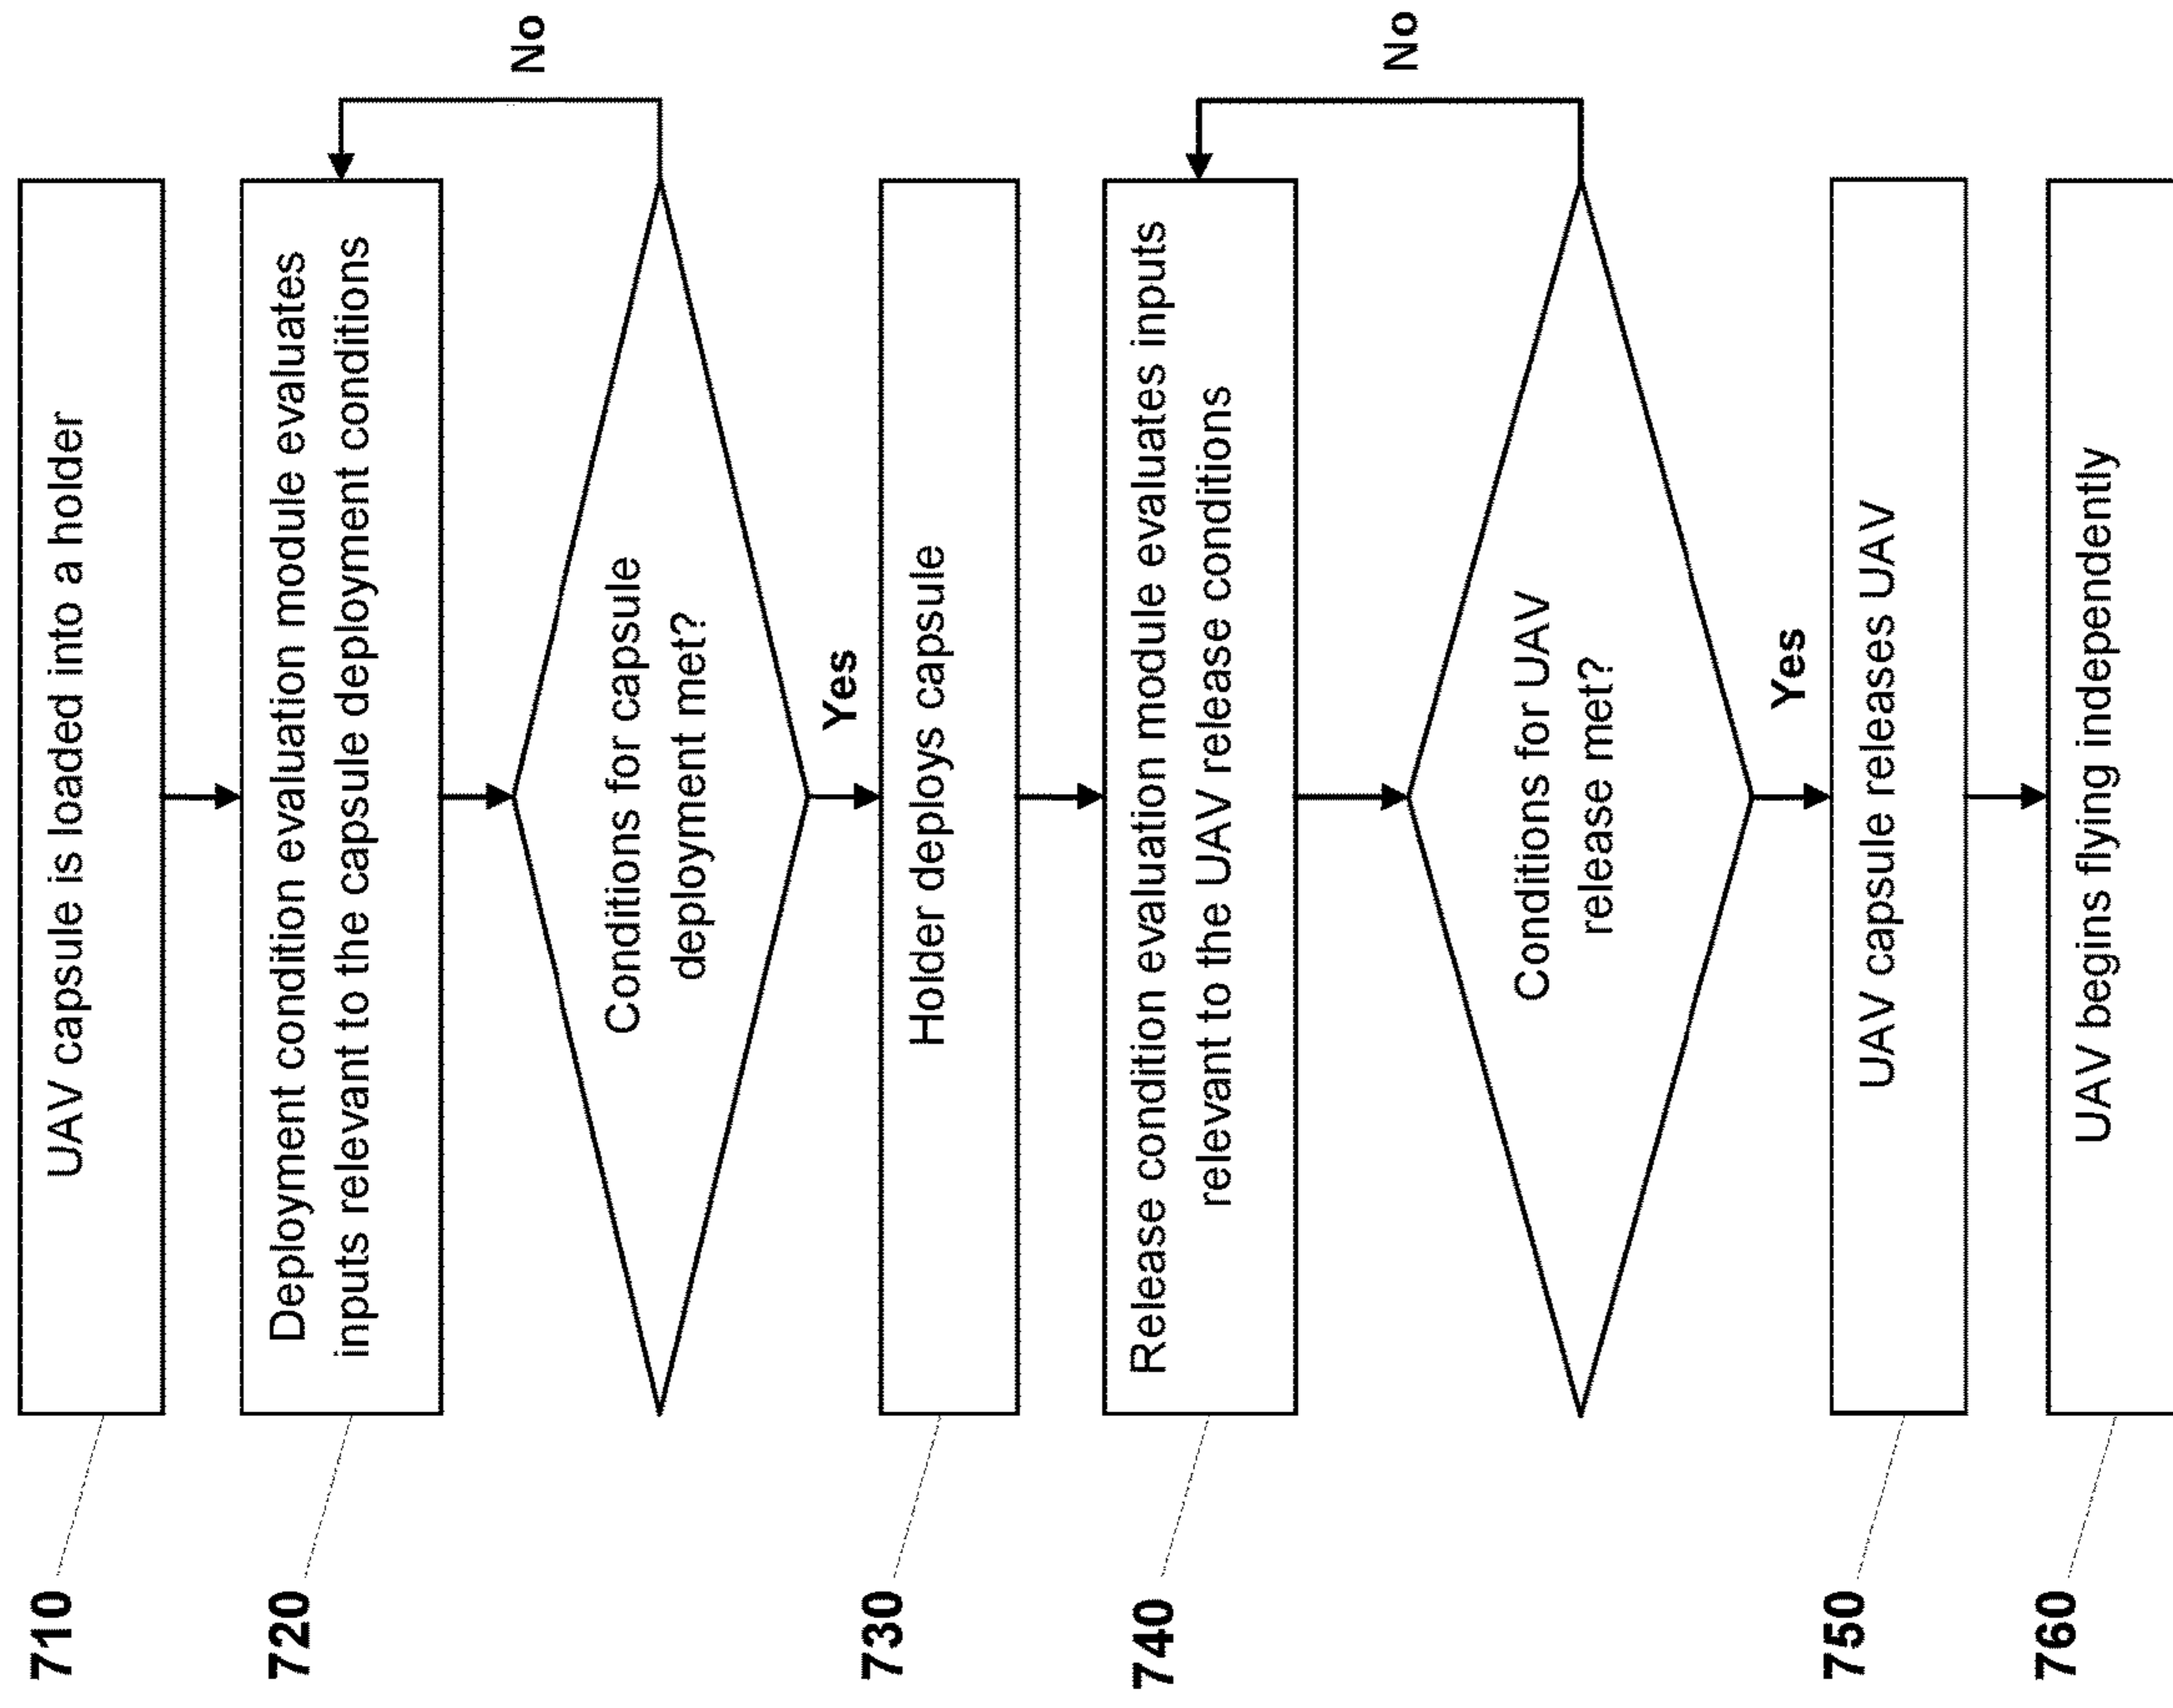 710
UAV capsule is loaded into a holder
720
Deployment condition evaluation module evaluates
inputs relevant to the capsule deployment conditions
No
Conditions for capsule
deployment met?
Yes
730
Holder deploys capsule
740
Release condition evaluation module evaluates inputs
relevant to the UAV release conditions
No
Conditions for UAV
release met?
Yes
750
UAV capsule releases UAV
760
UAV begins flying independently